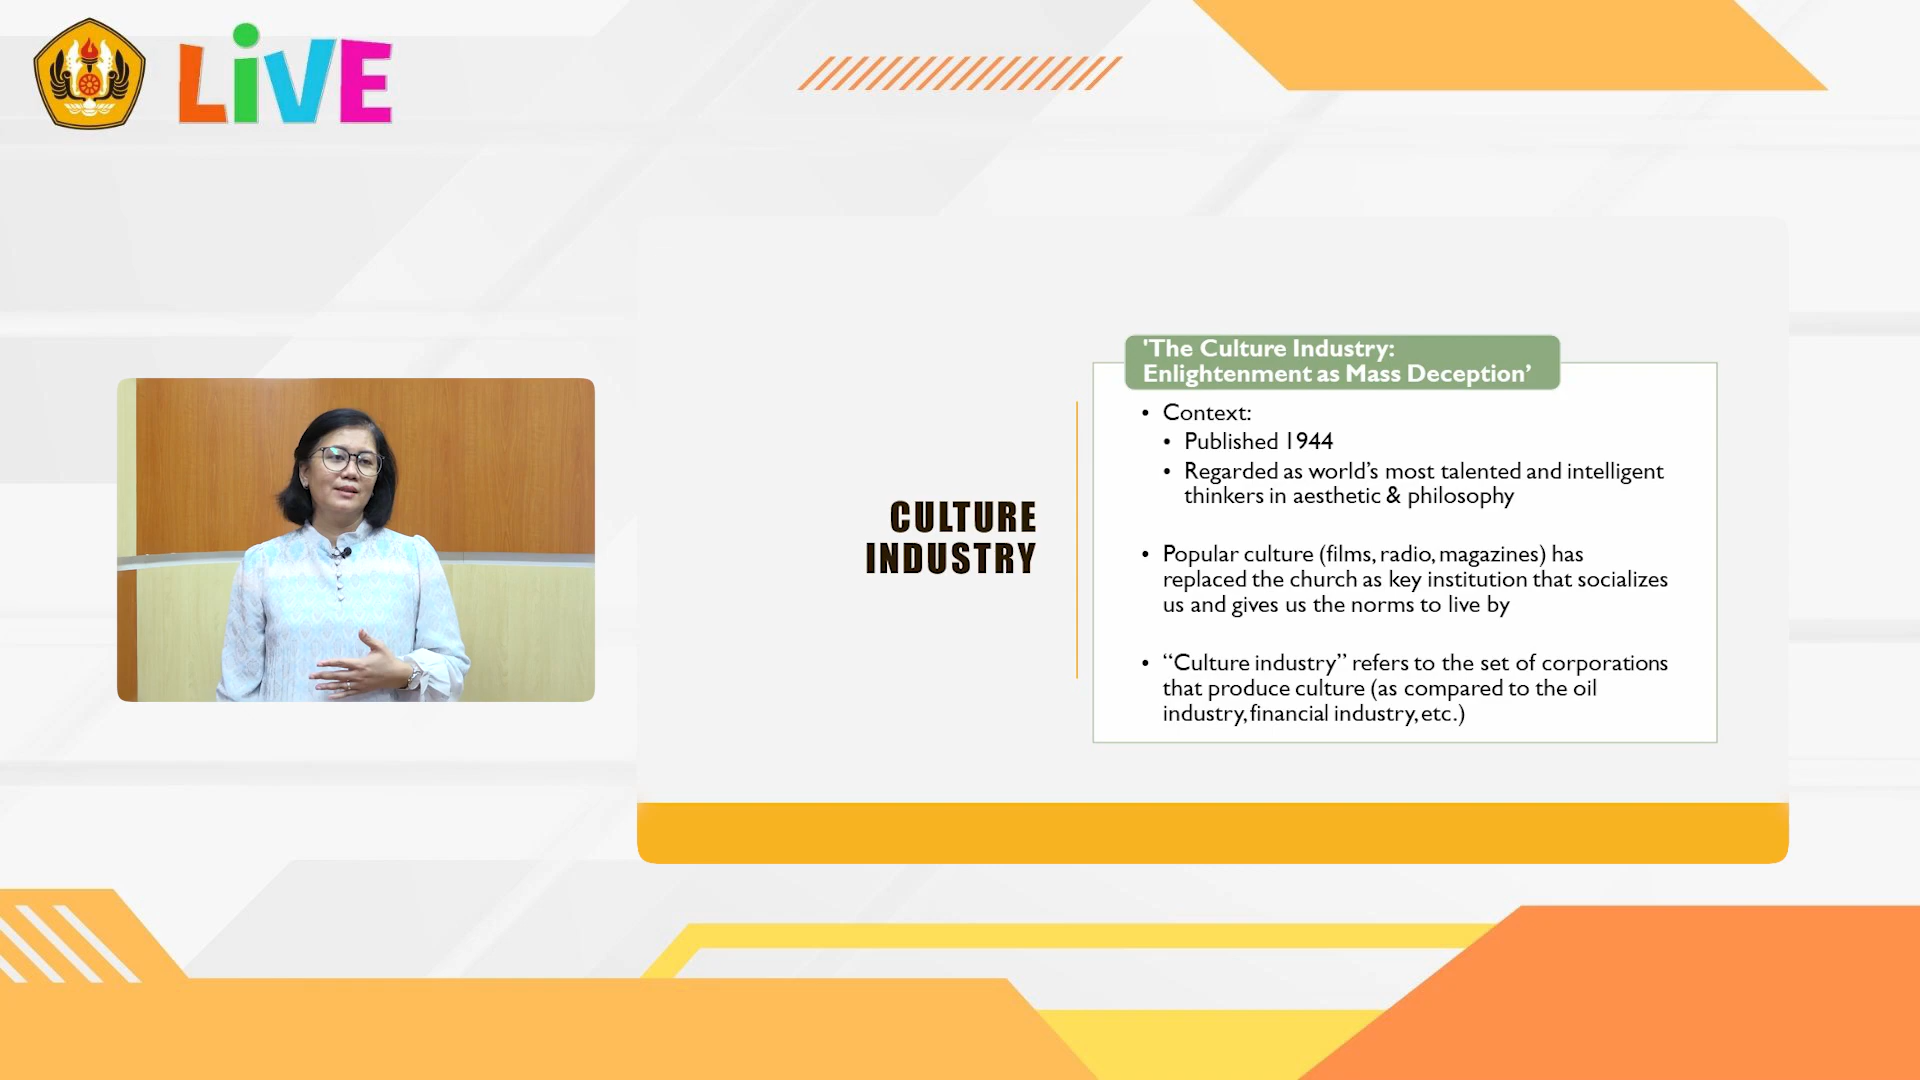 LiVE
CULTURE
INDUSTRY
'The Culture Industry:
Enlightenment as Mass Deception’
• Context:
• Published 1944
• Regarded as world’s most talented and intelligent
thinkers in aesthetic & philosophy
• Popular culture (films, radio, magazines) has
replaced the church as key institution that socializes
us and gives us the norms to live by
• “Culture industry” refers to the set of corporations
that produce culture (as compared to the oil
industry, financial industry, etc.)